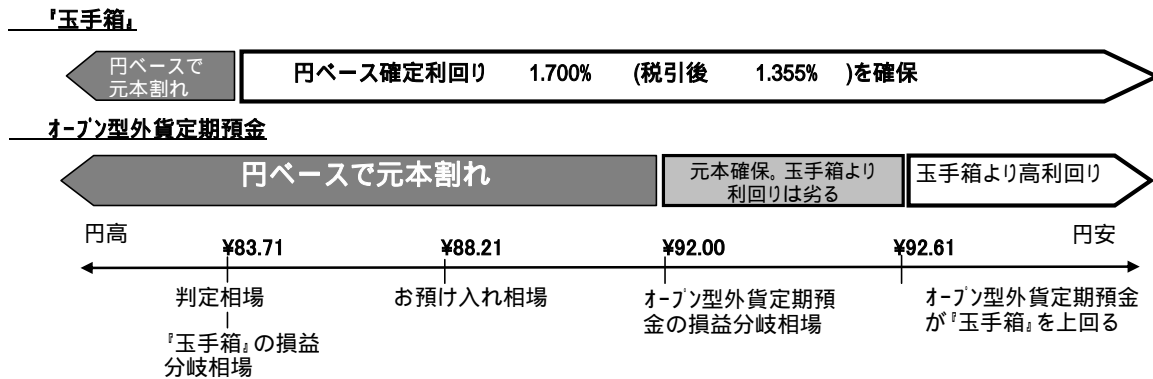 『玉手箱』
円ベースで
元本割れ
円ベース確定利回り 1.700% (税引後 1.355% )を確保
オープン型外貨定期預金
円ベースで元本割れ
元本確保。玉手箱より
利回りは劣る
玉手箱より高利回り
円高
円安
¥83.71
¥88.21
¥92.00
¥92.61
判定相場
『玉手箱』の損益
分岐相場
お預け入れ相場
オープン型外貨定期預
金の損益分岐相場
オープン型外貨定期預金
が『玉手箱』を上回る